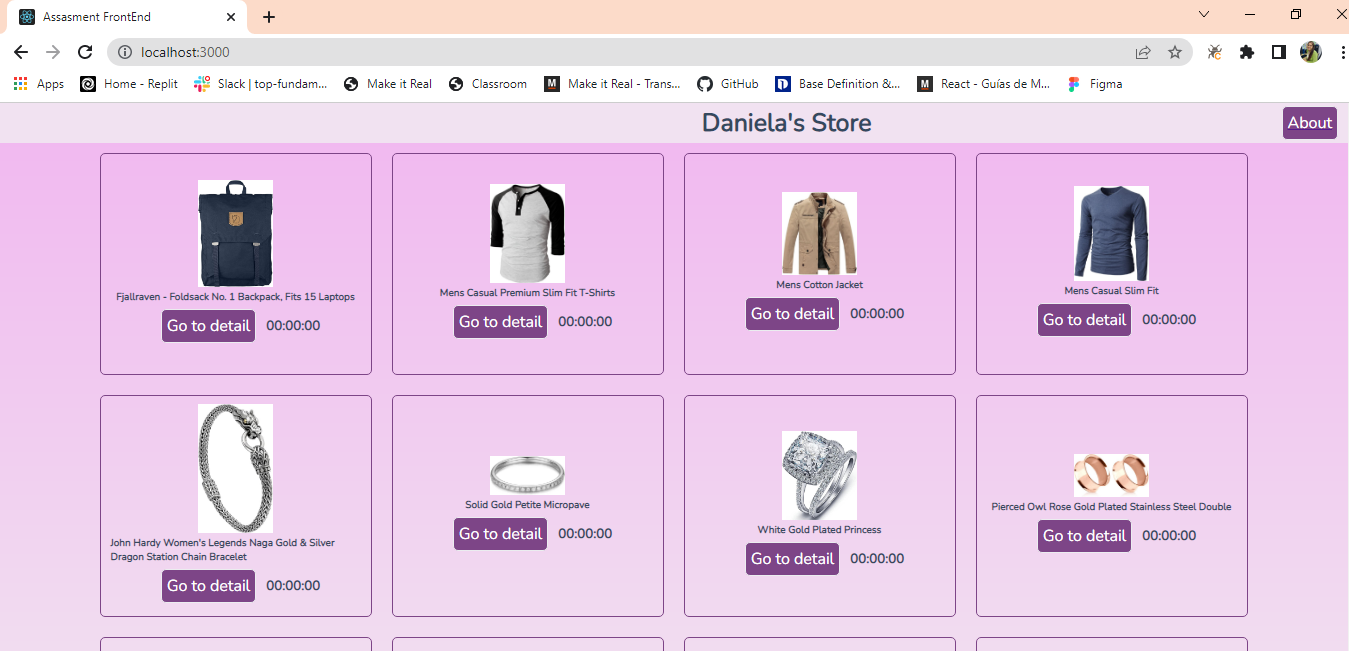 Assasment FrontEnd
localhost:3000
Apps
Home - Replit
Slack | top-fundam...
Make it Real
Classroom
Make it Real - Trans...
GitHub
Base Definition &...
React - Guías de M...
Figma
Daniela's Store
About
Fjallraven - Foldsack No. 1 Backpack, Fits 15 Laptops
Go to detail 00:00:00
Mens Casual Premium Slim Fit T-Shirts
Go to detail 00:00:00
Mens Cotton Jacket
Go to detail 00:00:00
Mens Casual Slim Fit
Go to detail 00:00:00
John Hardy Women's Legends Naga Gold & Silver
Dragon Station Chain Bracelet
Go to detail 00:00:00
Solid Gold Petite Micropave
Go to detail 00:00:00
White Gold Plated Princess
Go to detail 00:00:00
Pierced Owl Rose Gold Plated Stainless Steel Double
Go to detail 00:00:00